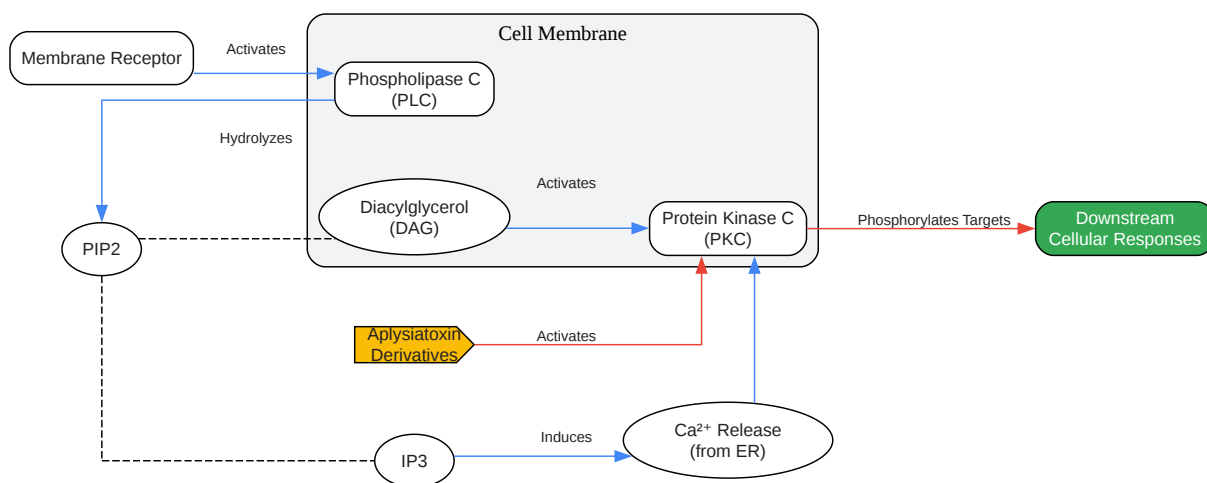 Cell Membrane
Membrane Receptor
Activates
Phospholipase C
(PLC)
Hydrolyzes
Diacylglycerol
(DAG)
Activates
Protein Kinase C
(PKC)
Phosphorylates Targets
Downstream
Cellular Responses
PIP2
Aplysiatoxin
Derivatives
Activates
IP3
Induces
Ca²⁺ Release
(from ER)